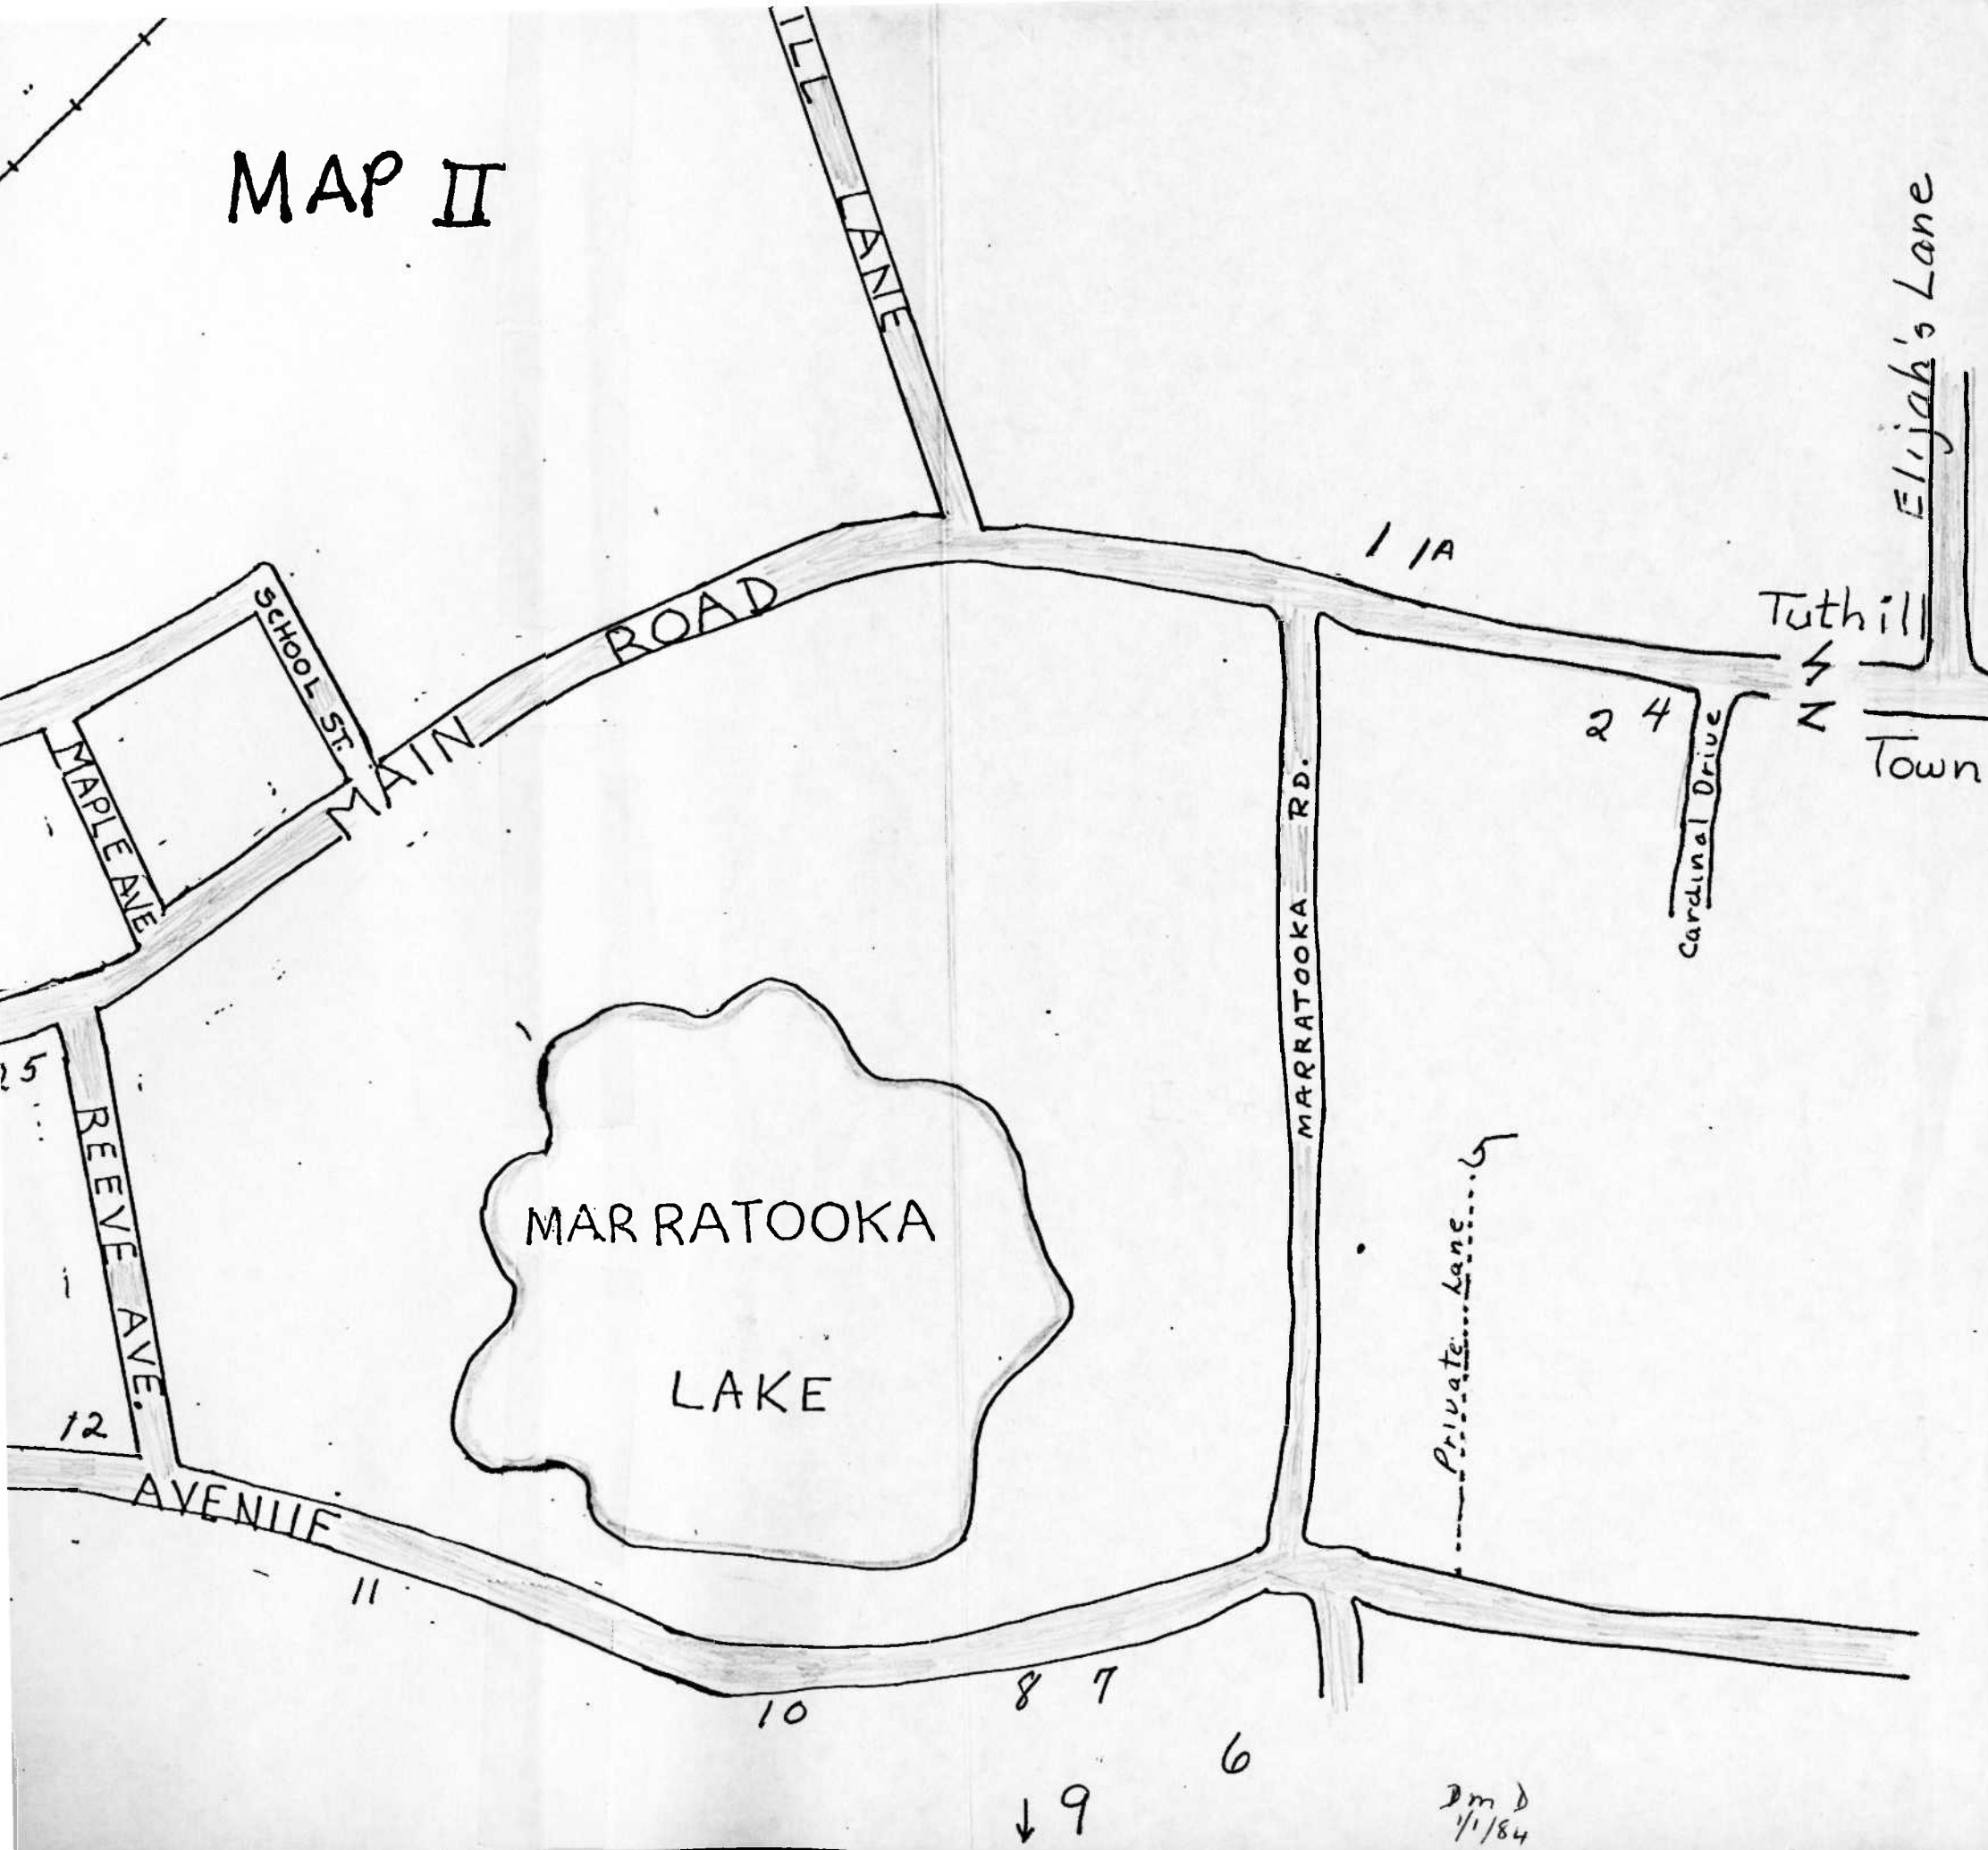 MAP II
ILL LANE
Elijah's Lane
1 1A
Tuthill
Town
2 4
Cardinal Drive
SCHOOL ST.
MAIN ROAD
MAPLE AVE
MARRATOOKA RD.
25
REEVE AVE.
MARRATOOKA
LAKE
5
Private Lane
12
AVENUE
11
10
8 7
6
9
DmD
1/1/84